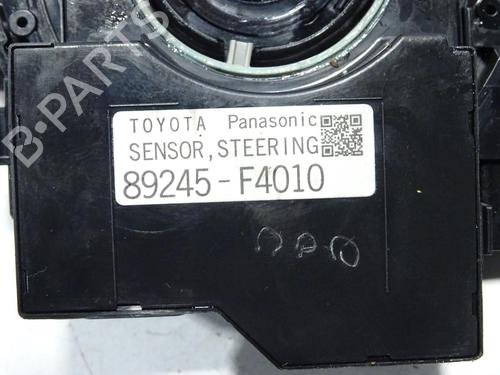 B-PARTS
TOYOTA Panasonic
SENSOR, STEERING
89245-F4010